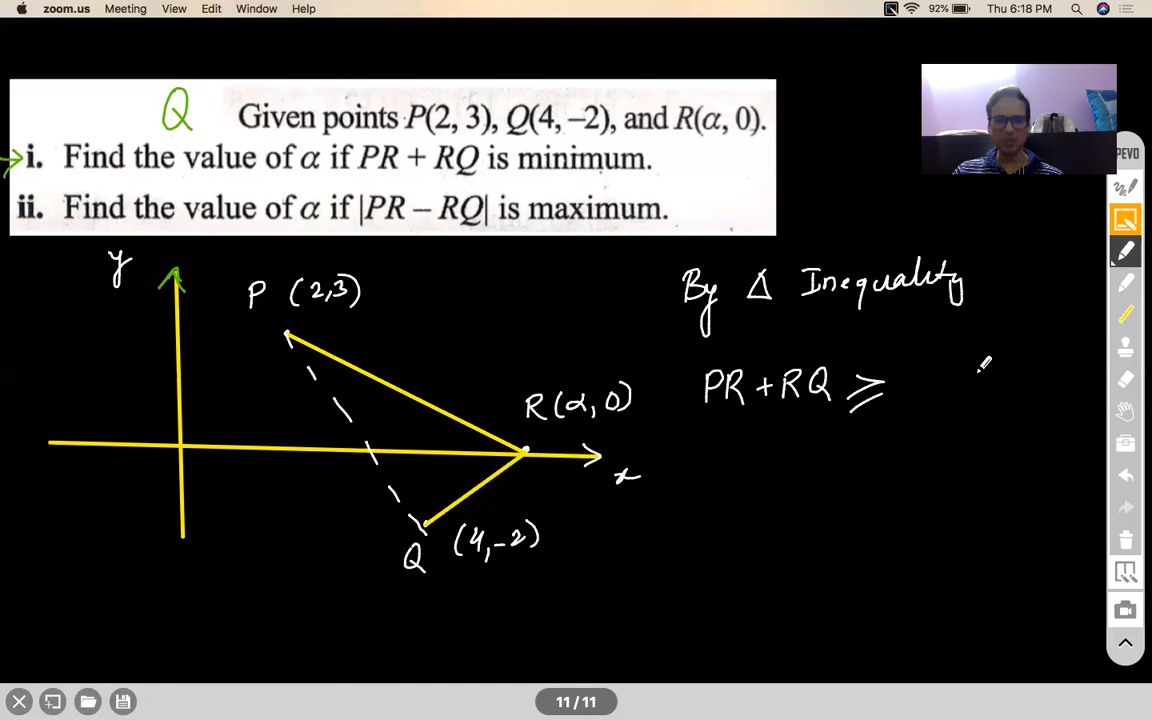 zoom.us Meeting View Edit Window Help 92% Thu 6:18 PM
Q Given points P(2, 3), Q(4, –2), and R(α, 0).
i. Find the value of α if PR + RQ is minimum.
ii. Find the value of α if |PR – RQ| is maximum.
y
P (2,3)
By Δ Inequality
PR + RQ ≥
R(α, 0)
x
Q (4,-2)
IPEVO
11 / 11